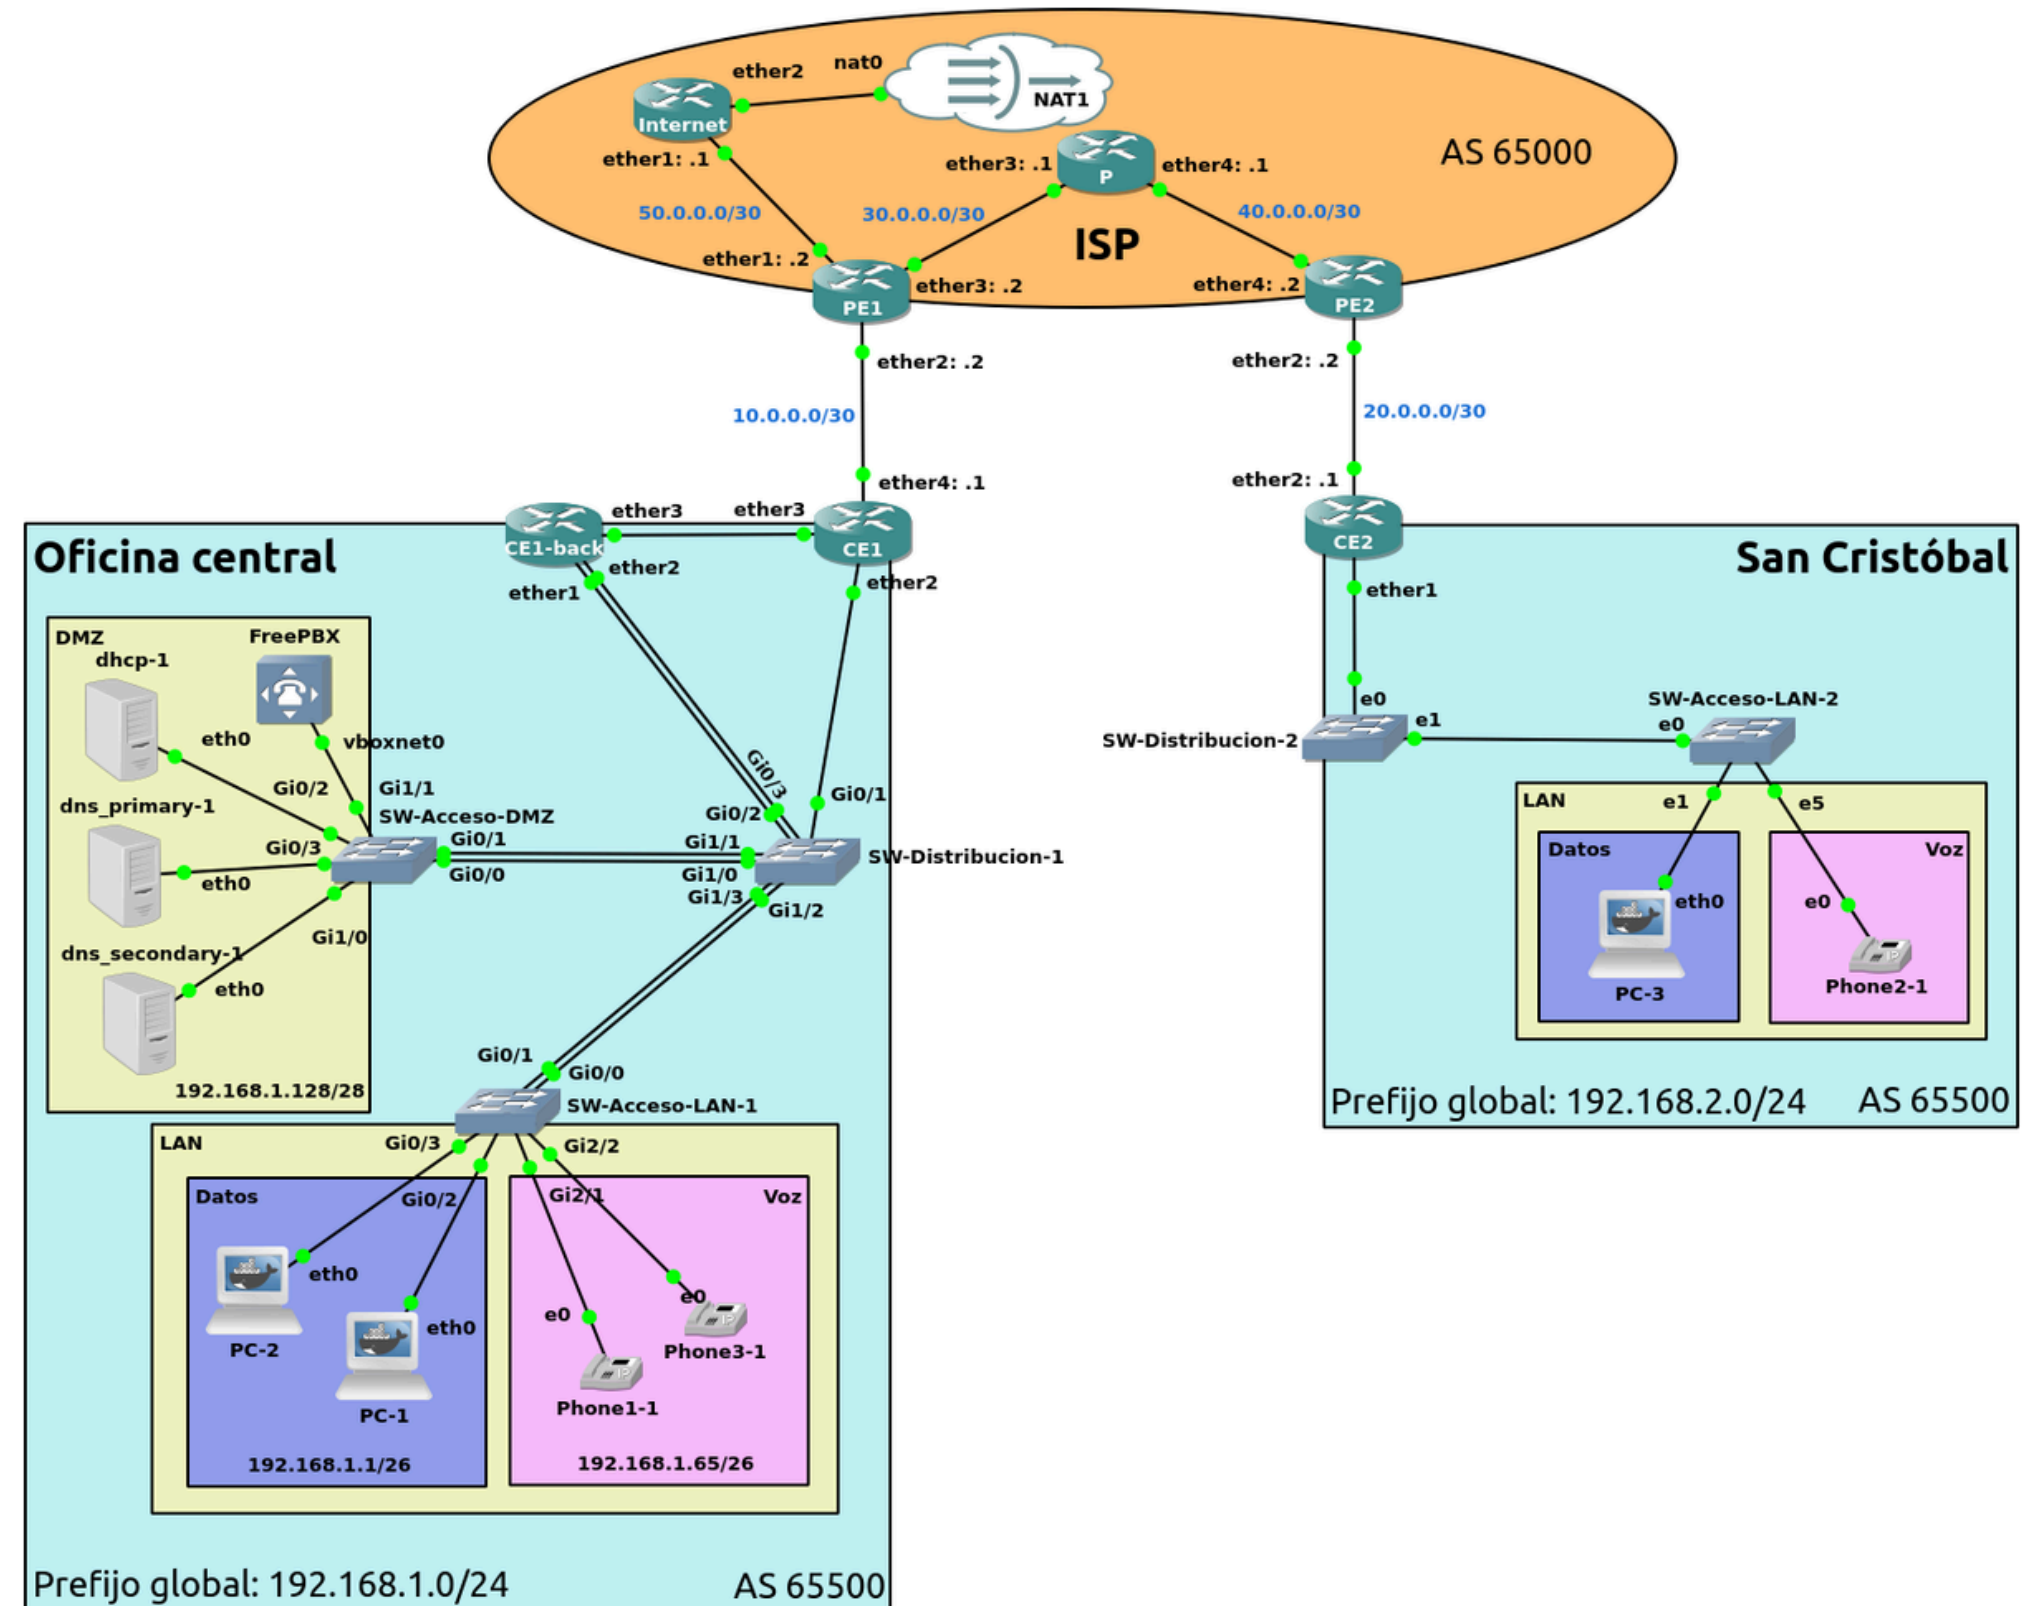 ether2
nat0
NAT1
Internet
ether1: .1
ether3: .1
P
ether4: .1
AS 65000
50.0.0.0/30
30.0.0.0/30
40.0.0.0/30
ISP
ether1: .2
PE1
ether3: .2
ether4: .2
PE2
ether2: .2
ether2: .2
10.0.0.0/30
20.0.0.0/30
ether4: .1
ether2: .1
ether3
ether3
CE1-back
CE1
CE2
Oficina central
San Cristóbal
ether2
ether1
ether2
ether1
DMZ
FreePBX
dhcp-1
eth0
vboxnet0
Gi0/2
Gi1/1
dns_primary-1
SW-Acceso-DMZ
Gi0/3
Gi0/1
Gi0/0
eth0
Gi1/0
dns_secondary-1
eth0
192.168.1.128/28
Gi0/3
Gi0/2
Gi0/1
Gi1/1
Gi1/0
Gi1/3
Gi1/2
SW-Distribucion-1
e0
e1
SW-Distribucion-2
SW-Acceso-LAN-2
e0
LAN
e1
e5
Datos
Voz
eth0
e0
PC-3
Phone2-1
Prefijo global: 192.168.2.0/24
AS 65500
Gi0/1
Gi0/0
SW-Acceso-LAN-1
LAN
Gi0/3
Gi2/2
Datos
Gi0/2
Gi2/1
Voz
eth0
eth0
e0
e0
PC-2
PC-1
Phone3-1
Phone1-1
192.168.1.1/26
192.168.1.65/26
Prefijo global: 192.168.1.0/24
AS 65500